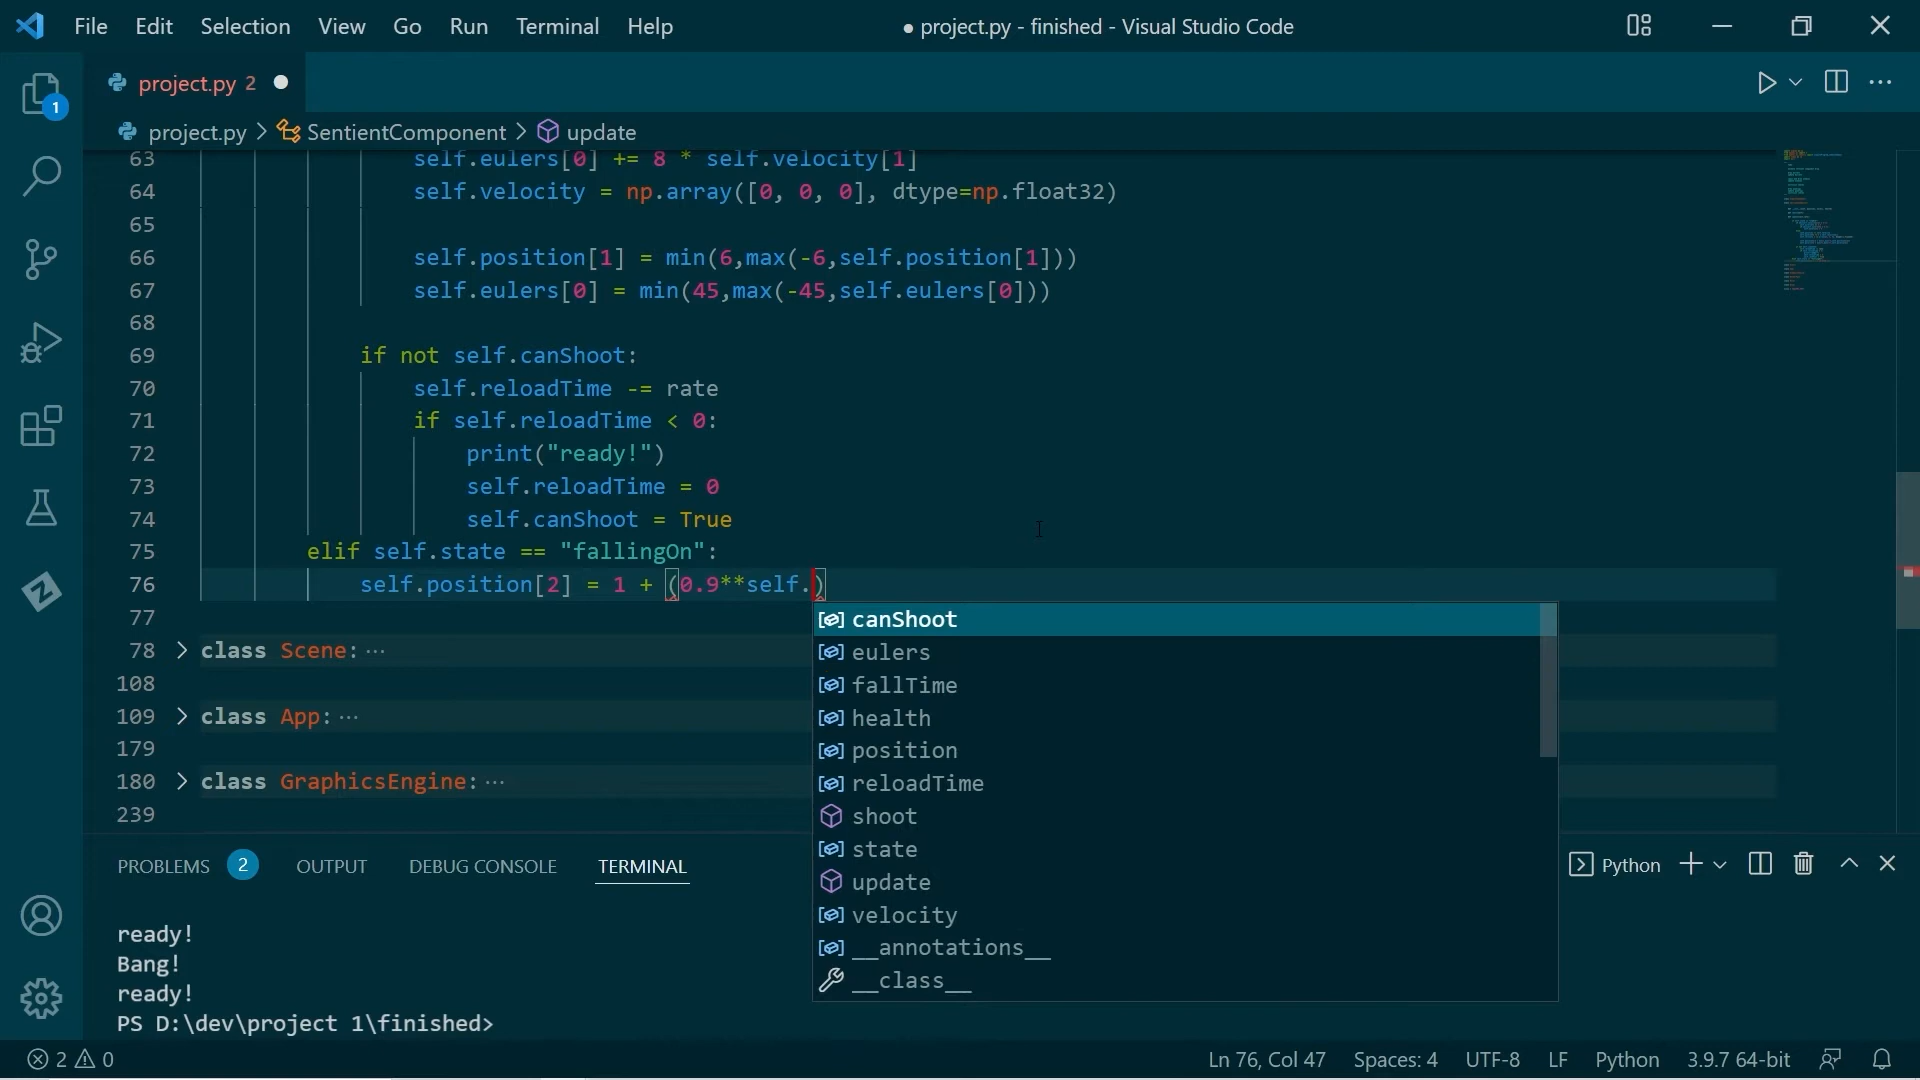 File Edit Selection View Go Run Terminal Help
● project.py - finished - Visual Studio Code
1
project.py 2 ●
project.py > SentientComponent > update
63 self.eulers[0] += 8 * self.velocity[1]
64 self.velocity = np.array([0, 0, 0], dtype=np.float32)
65
66 self.position[1] = min(6,max(-6,self.position[1]))
67 self.eulers[0] = min(45,max(-45,self.eulers[0]))
68
69 if not self.canShoot:
70 self.reloadTime -= rate
71 if self.reloadTime < 0:
72 print("ready!")
73 self.reloadTime = 0
74 self.canShoot = True
75 elif self.state == "fallingOn":
76 self.position[2] = 1 + (0.9**self.)
77
78 > class Scene: ···
108
109 > class App: ···
179
180 > class GraphicsEngine: ···
239
canShoot
eulers
fallTime
health
position
reloadTime
shoot
state
update
velocity
__annotations__
__class__
PROBLEMS 2 OUTPUT DEBUG CONSOLE TERMINAL
Python
ready!
Bang!
ready!
PS D:\dev\project 1\finished>
2 0
Ln 76, Col 47 Spaces: 4 UTF-8 LF Python 3.9.7 64-bit